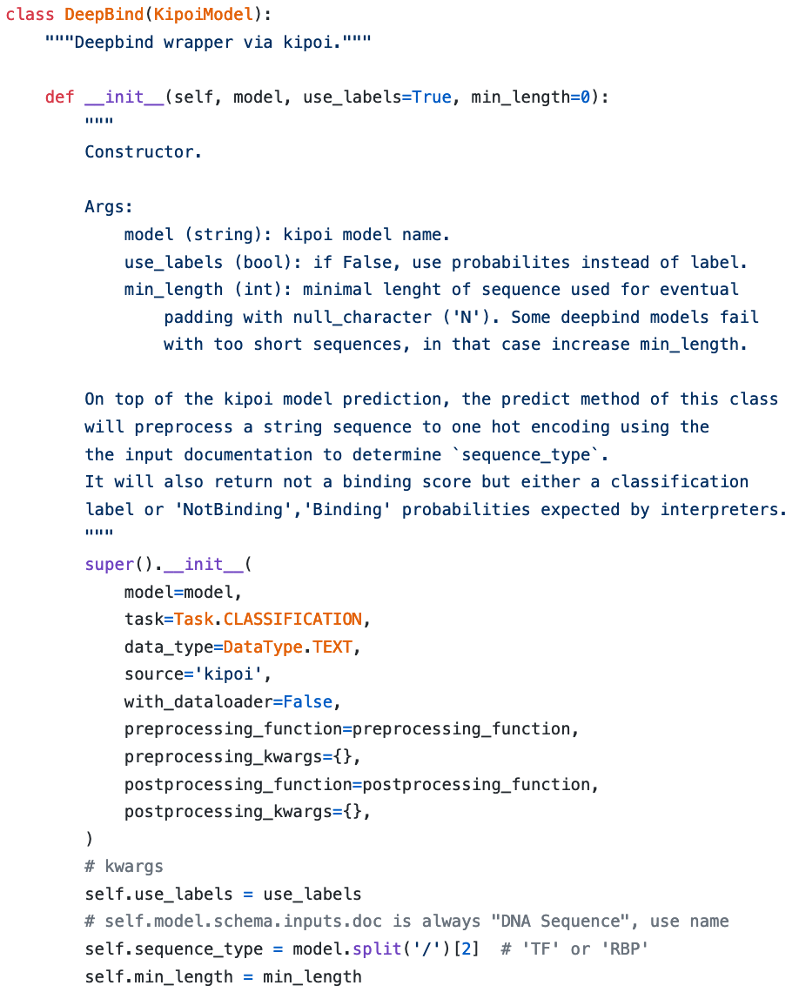 class DeepBind(KipoiModel):
    """Deepbind wrapper via kipoi."""

    def __init__(self, model, use_labels=True, min_length=0):
        """
        Constructor.

        Args:
            model (string): kipoi model name.
            use_labels (bool): if False, use probabilites instead of label.
            min_length (int): minimal lenght of sequence used for eventual
                padding with null_character ('N'). Some deepbind models fail
                with too short sequences, in that case increase min_length.

        On top of the kipoi model prediction, the predict method of this class
        will preprocess a string sequence to one hot encoding using the
        the input documentation to determine `sequence_type`.
        It will also return not a binding score but either a classification
        label or 'NotBinding','Binding' probabilities expected by interpreters.
        """
        super().__init__(
            model=model,
            task=Task.CLASSIFICATION,
            data_type=DataType.TEXT,
            source='kipoi',
            with_dataloader=False,
            preprocessing_function=preprocessing_function,
            preprocessing_kwargs={},
            postprocessing_function=postprocessing_function,
            postprocessing_kwargs={},
        )
        # kwargs
        self.use_labels = use_labels
        # self.model.schema.inputs.doc is always "DNA Sequence", use name
        self.sequence_type = model.split('/')[2]  # 'TF' or 'RBP'
        self.min_length = min_length